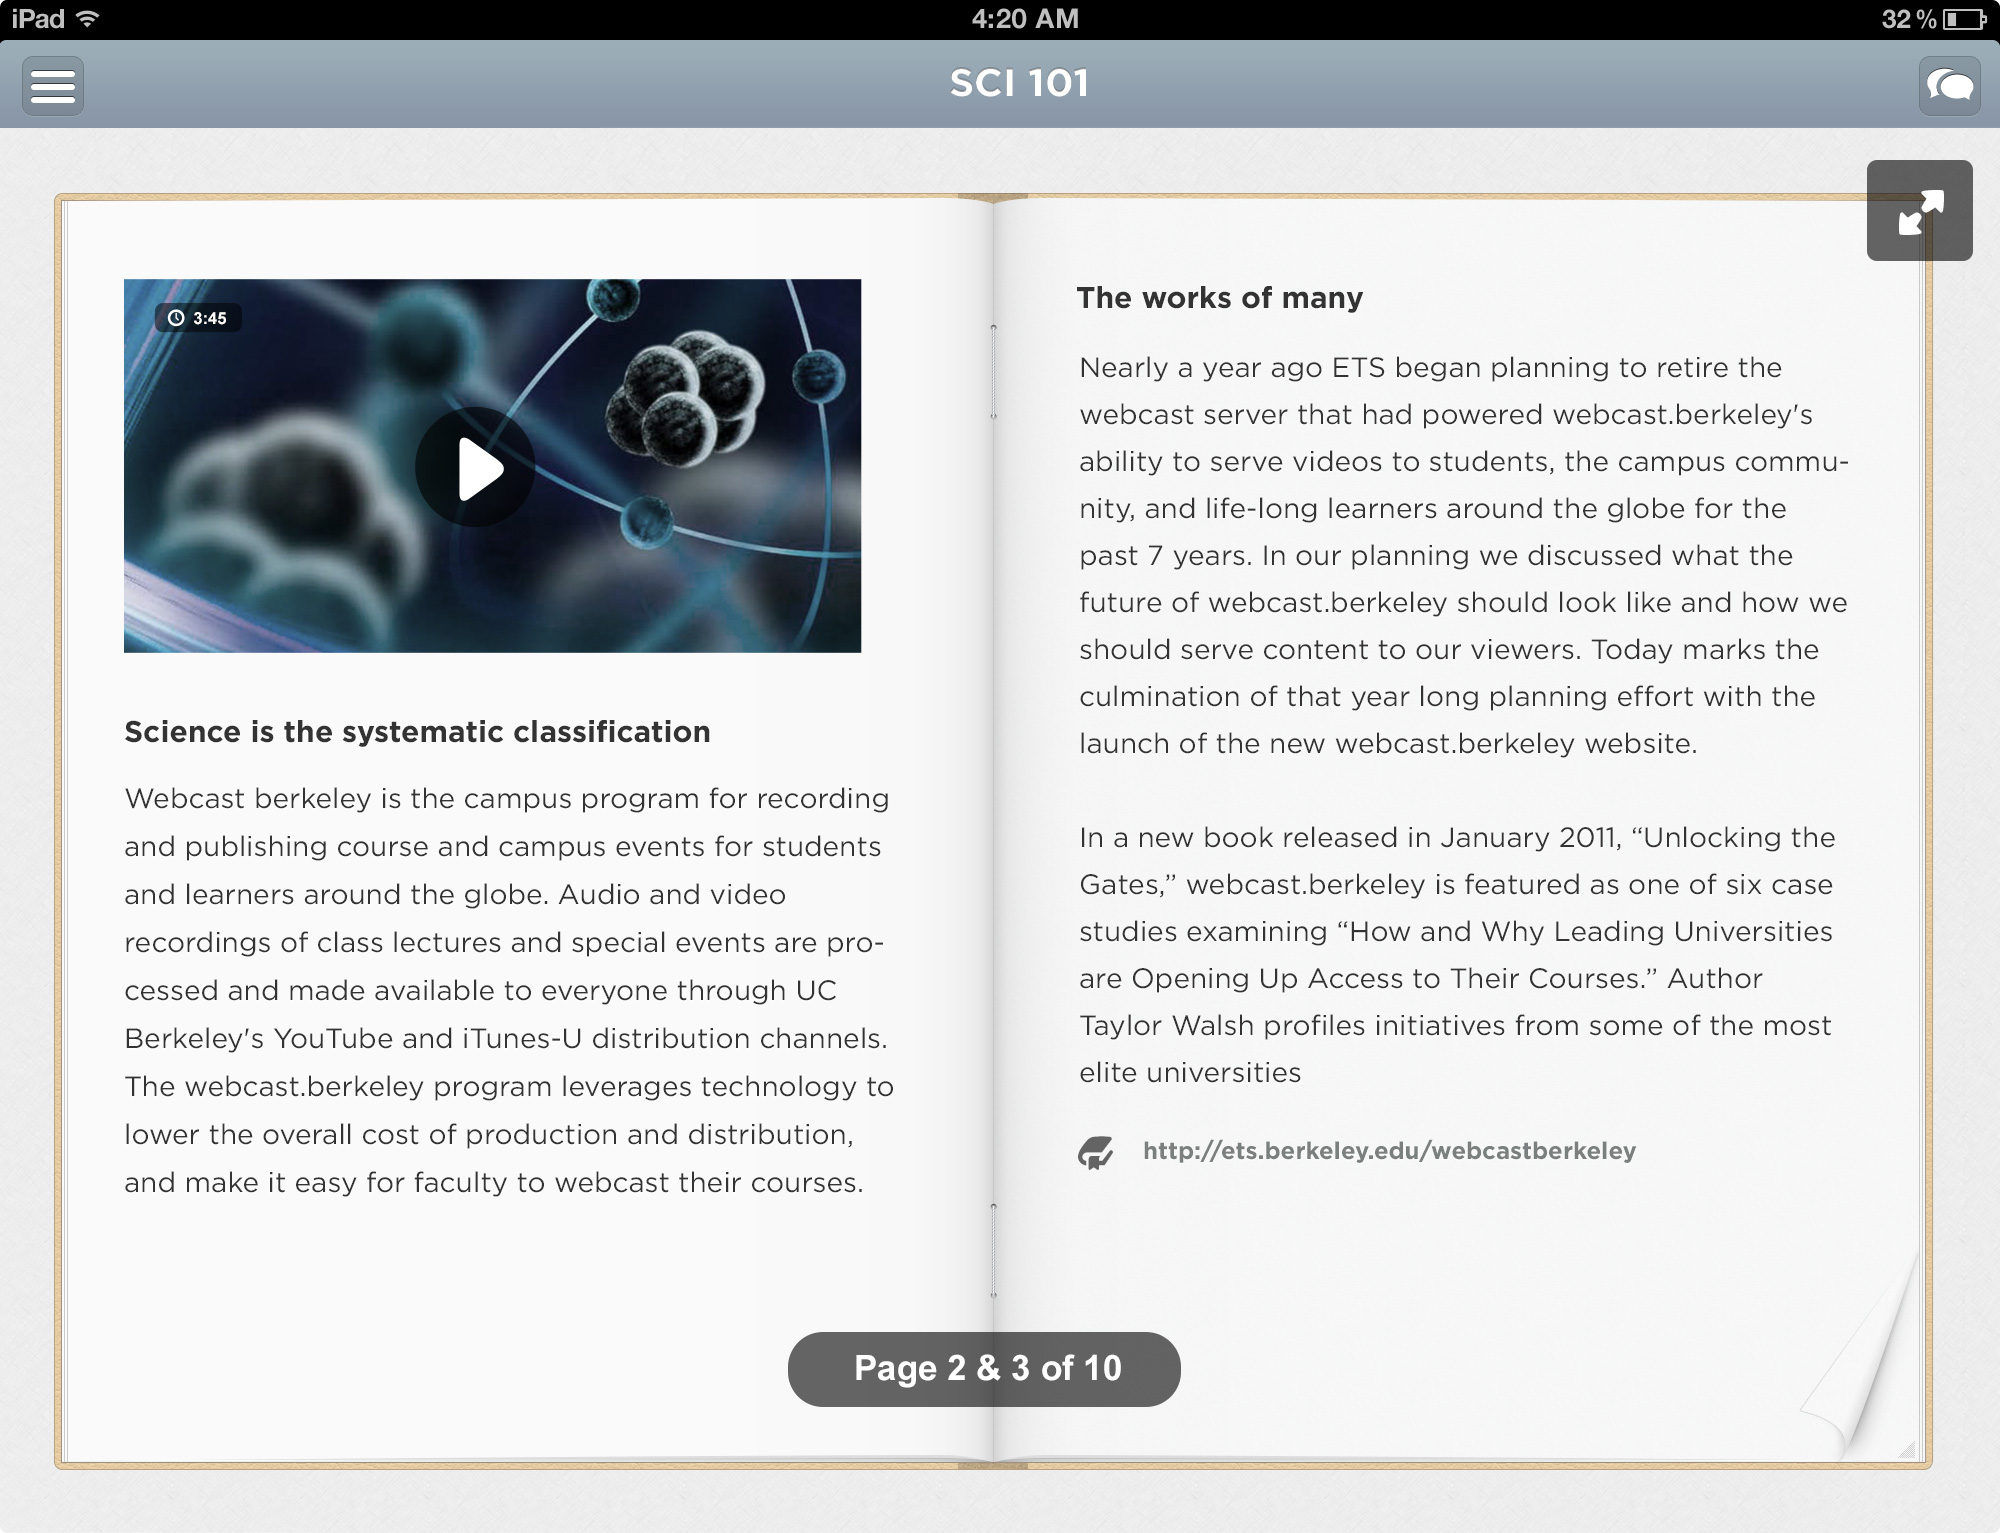 iPad
4:20 AM
32 %
SCI 101
3:45
Science is the systematic classification
Webcast berkeley is the campus program for recording
and publishing course and campus events for students
and learners around the globe. Audio and video
recordings of class lectures and special events are pro-
cessed and made available to everyone through UC
Berkeley's YouTube and iTunes-U distribution channels.
The webcast.berkeley program leverages technology to
lower the overall cost of production and distribution,
and make it easy for faculty to webcast their courses.
The works of many
Nearly a year ago ETS began planning to retire the
webcast server that had powered webcast.berkeley's
ability to serve videos to students, the campus commu-
nity, and life-long learners around the globe for the
past 7 years. In our planning we discussed what the
future of webcast.berkeley should look like and how we
should serve content to our viewers. Today marks the
culmination of that year long planning effort with the
launch of the new webcast.berkeley website.
In a new book released in January 2011, “Unlocking the
Gates,” webcast.berkeley is featured as one of six case
studies examining “How and Why Leading Universities
are Opening Up Access to Their Courses.” Author
Taylor Walsh profiles initiatives from some of the most
elite universities
http://ets.berkeley.edu/webcastberkeley
Page 2 & 3 of 10